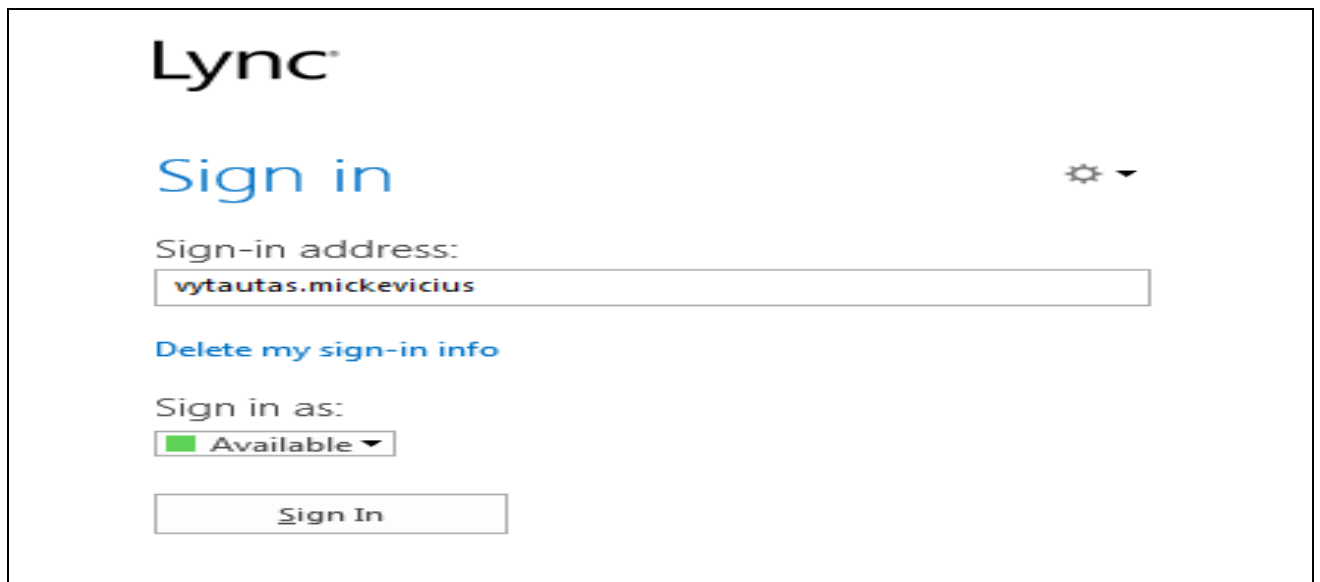 Lync
Sign in
Sign-in address:
vytautas.mickevicius
Delete my sign-in info
Sign in as:
Available
Sign In